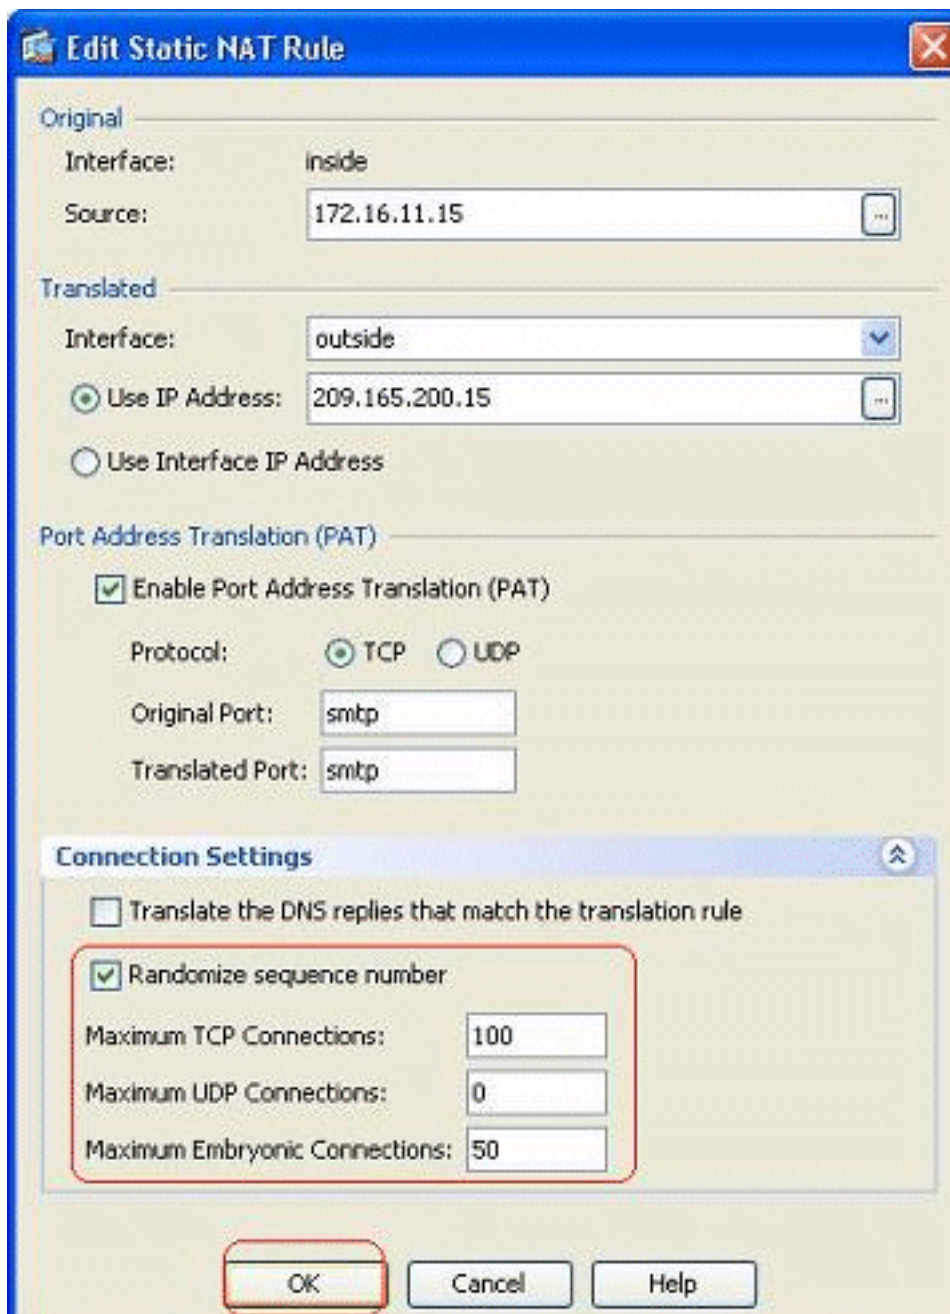 Edit Static NAT Rule
Original
Interface: inside
Source: 172.16.11.15 ...
Translated
Interface: outside
Use IP Address: 209.165.200.15 ...
Use Interface IP Address
Port Address Translation (PAT)
Enable Port Address Translation (PAT)
Protocol: TCP UDP
Original Port: smtp
Translated Port: smtp
Connection Settings
Translate the DNS replies that match the translation rule
Randomize sequence number
Maximum TCP Connections: 100
Maximum UDP Connections: 0
Maximum Embryonic Connections: 50
OK Cancel Help